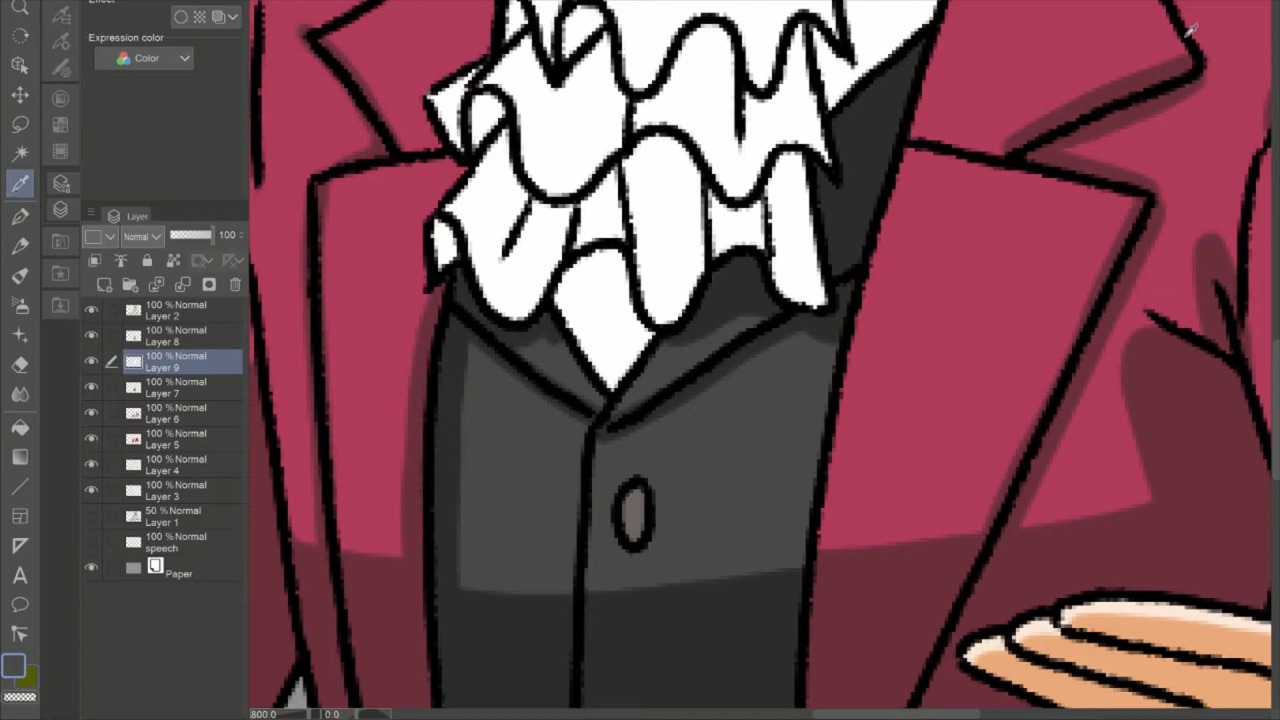 Effect
Expression color
Color
Layer
Normal
100
100 % Normal
Layer 2
100 % Normal
Layer 8
100 % Normal
Layer 9
100 % Normal
Layer 7
100 % Normal
Layer 6
100 % Normal
Layer 5
100 % Normal
Layer 4
100 % Normal
Layer 3
50 % Normal
Layer 1
100 % Normal
speech
Paper
800.0
0.0